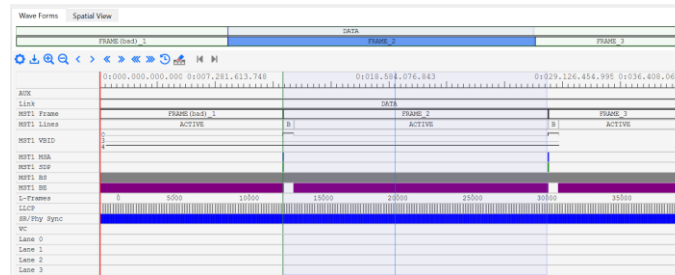 Wave Forms Spatial View
DATA
FRAME(bad)_1 FRAME_2 FRAME_3
0:000.000.000.000 0:007.281.613.748 0:018.584.076.843 0:029.126.454.995 0:036.408.06
AUX
Link DATA
MST1 Frame FRAME(bad)_1 FRAME_2 FRAME_3
MST1 Lines ACTIVE B ACTIVE B ACTIVE
MST1 VBID
MST1 MSA
MST1 SDP
MST1 BS
MST1 BE
L-Frames 0 5000 10000 15000 20000 25000 30000 35000
LLCP
SR/Phy Sync
VC
Lane 0
Lane 1
Lane 2
Lane 3